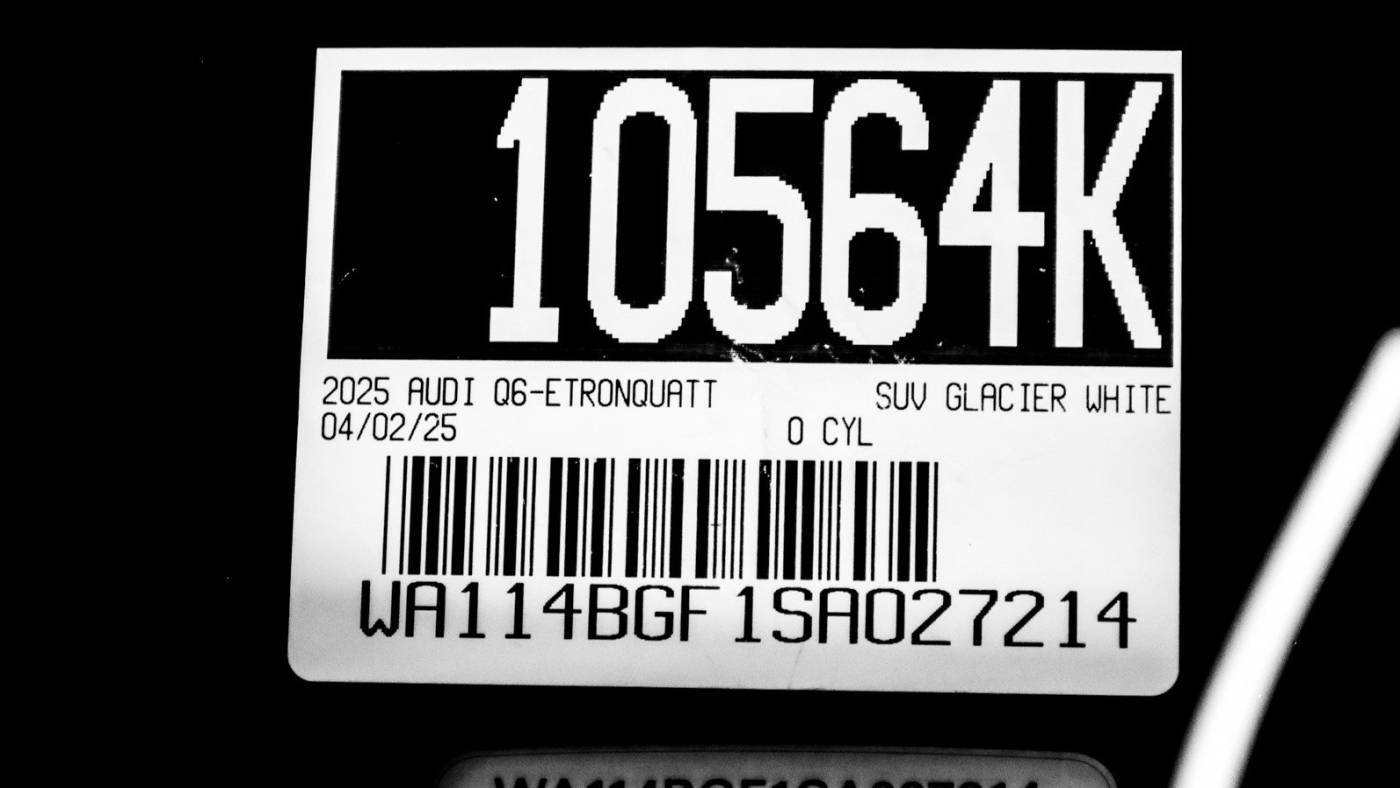 10564K
2025 AUDI Q6-ETRONQUATT SUV GLACIER WHITE
04/02/25 0 CYL
WA114BGF1SA027214